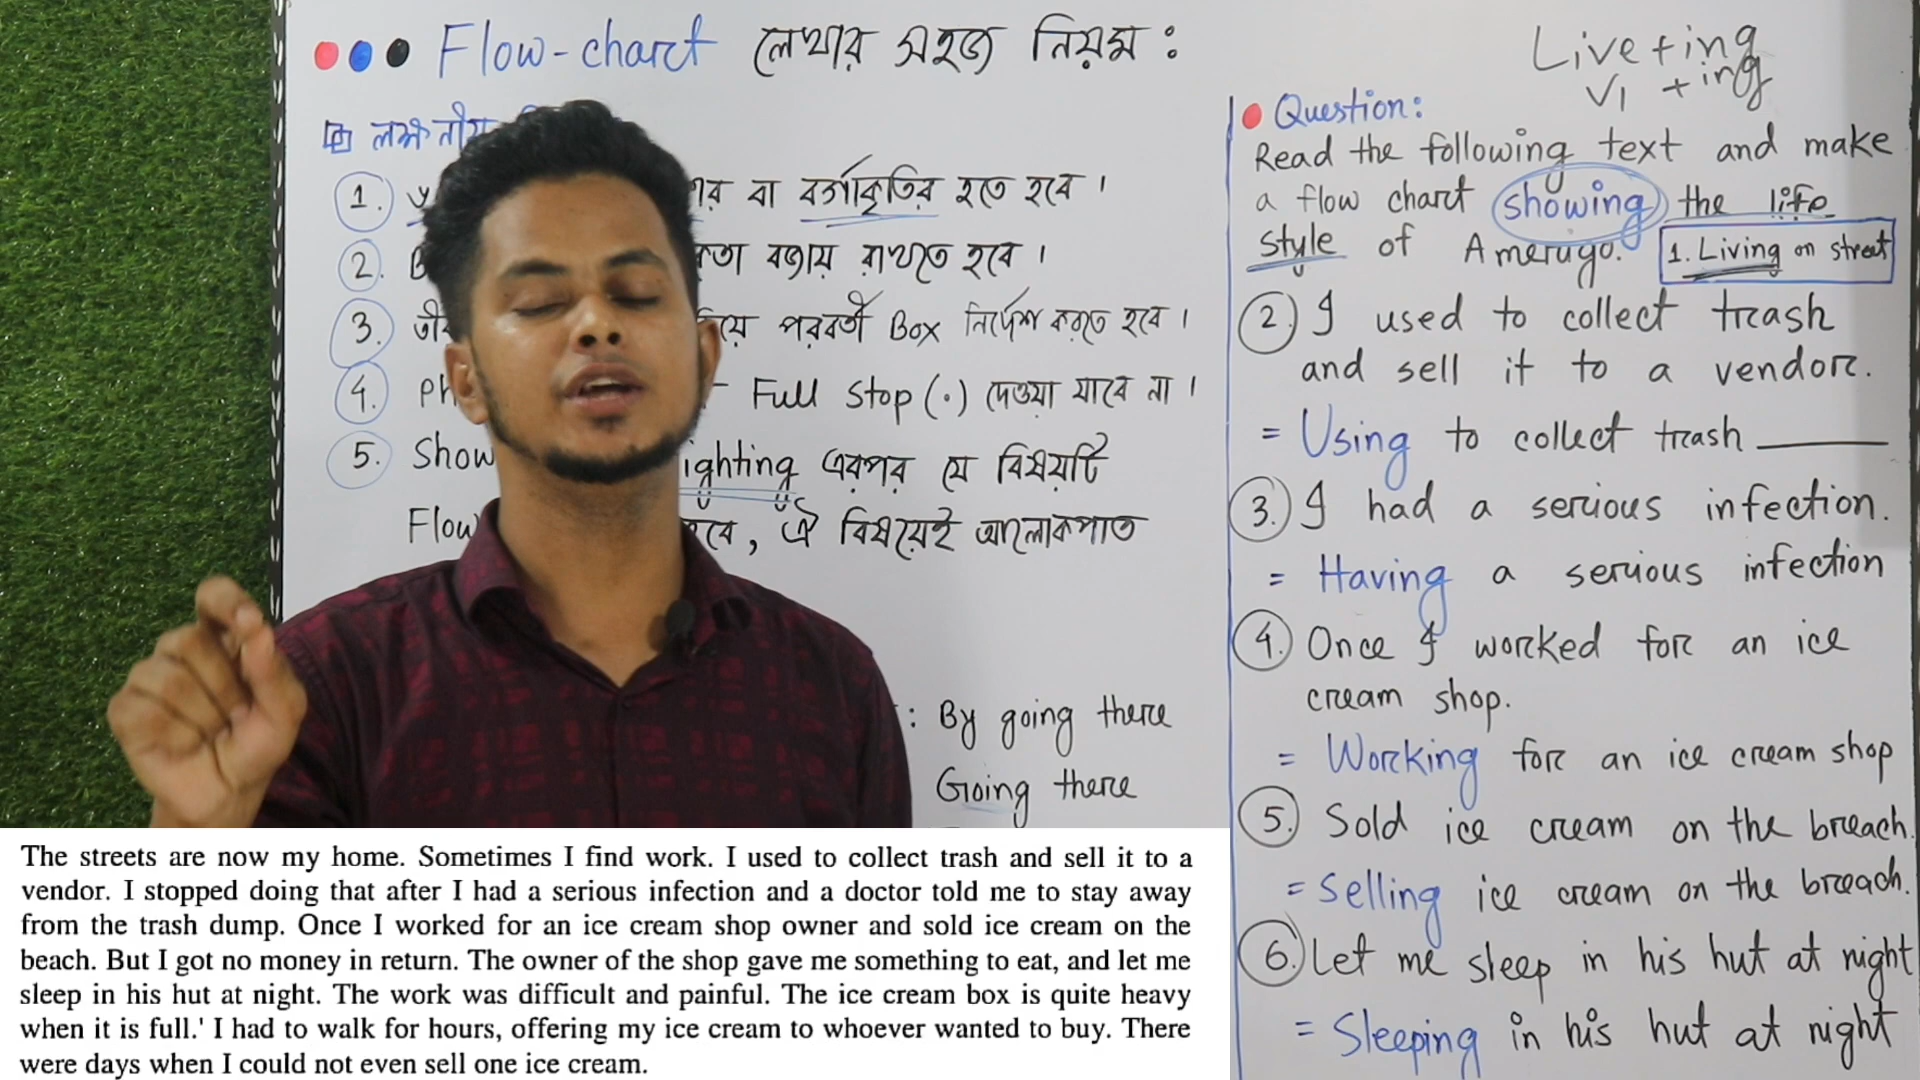 Flow-chart লেখার সহজ নিয়ম :
লক্ষনীয়
1. বা বর্গাকৃতির হতে হবে ।
2. B বজায় রাখতে হবে ।
3. পরবর্তী Box নির্দেশ করতে হবে ।
4. Ph Full stop (.) দেওয়া যাবে না ।
5. Show ighting এরপর যে বিষয়টি
Flow হবে, ঐ বিষয়েই আলোকপাত
: By going there
Going there
Live + ing
V1 + ing
Question:
Read the following text and make
a flow chart showing the life
style of Amerigo. 1. Living on street
2. I used to collect trash
and sell it to a vendor.
= Using to collect trash
3. I had a serious infection.
= Having a serious infection
4. Once I worked for an ice
cream shop.
= Working for an ice cream shop
5. Sold ice cream on the breach.
= Selling ice cream on the breach.
6. Let me sleep in his hut at night
= Sleeping in his hut at night
The streets are now my home. Sometimes I find work. I used to collect trash and sell it to a
vendor. I stopped doing that after I had a serious infection and a doctor told me to stay away
from the trash dump. Once I worked for an ice cream shop owner and sold ice cream on the
beach. But I got no money in return. The owner of the shop gave me something to eat, and let me
sleep in his hut at night. The work was difficult and painful. The ice cream box is quite heavy
when it is full.' I had to walk for hours, offering my ice cream to whoever wanted to buy. There
were days when I could not even sell one ice cream.